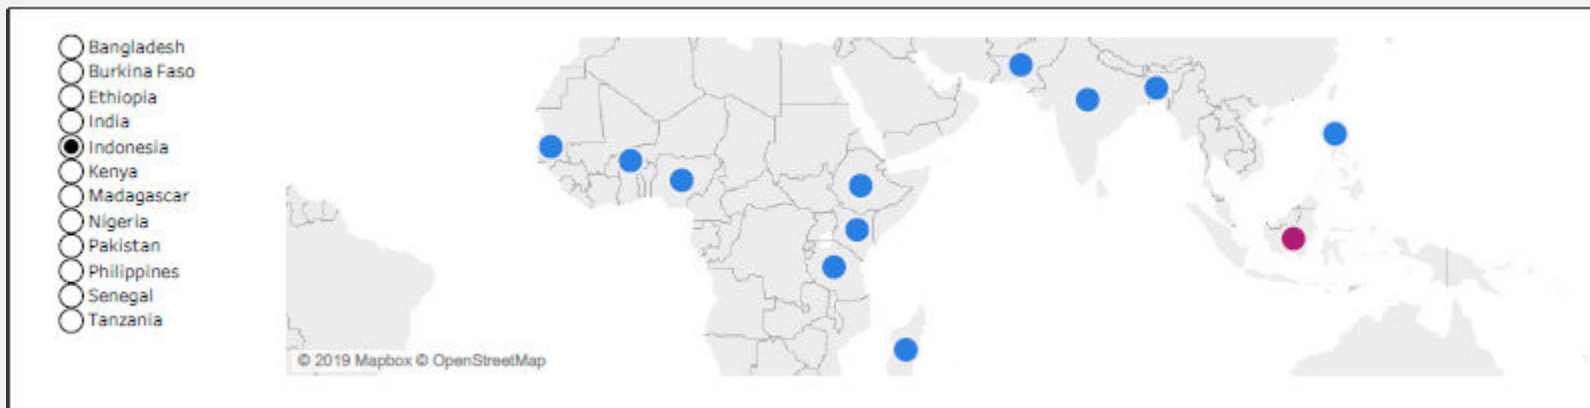 Bangladesh
Burkina Faso
Ethiopia
India
Indonesia
Kenya
Madagascar
Nigeria
Pakistan
Philippines
Senegal
Tanzania
© 2019 Mapbox © OpenStreetMap